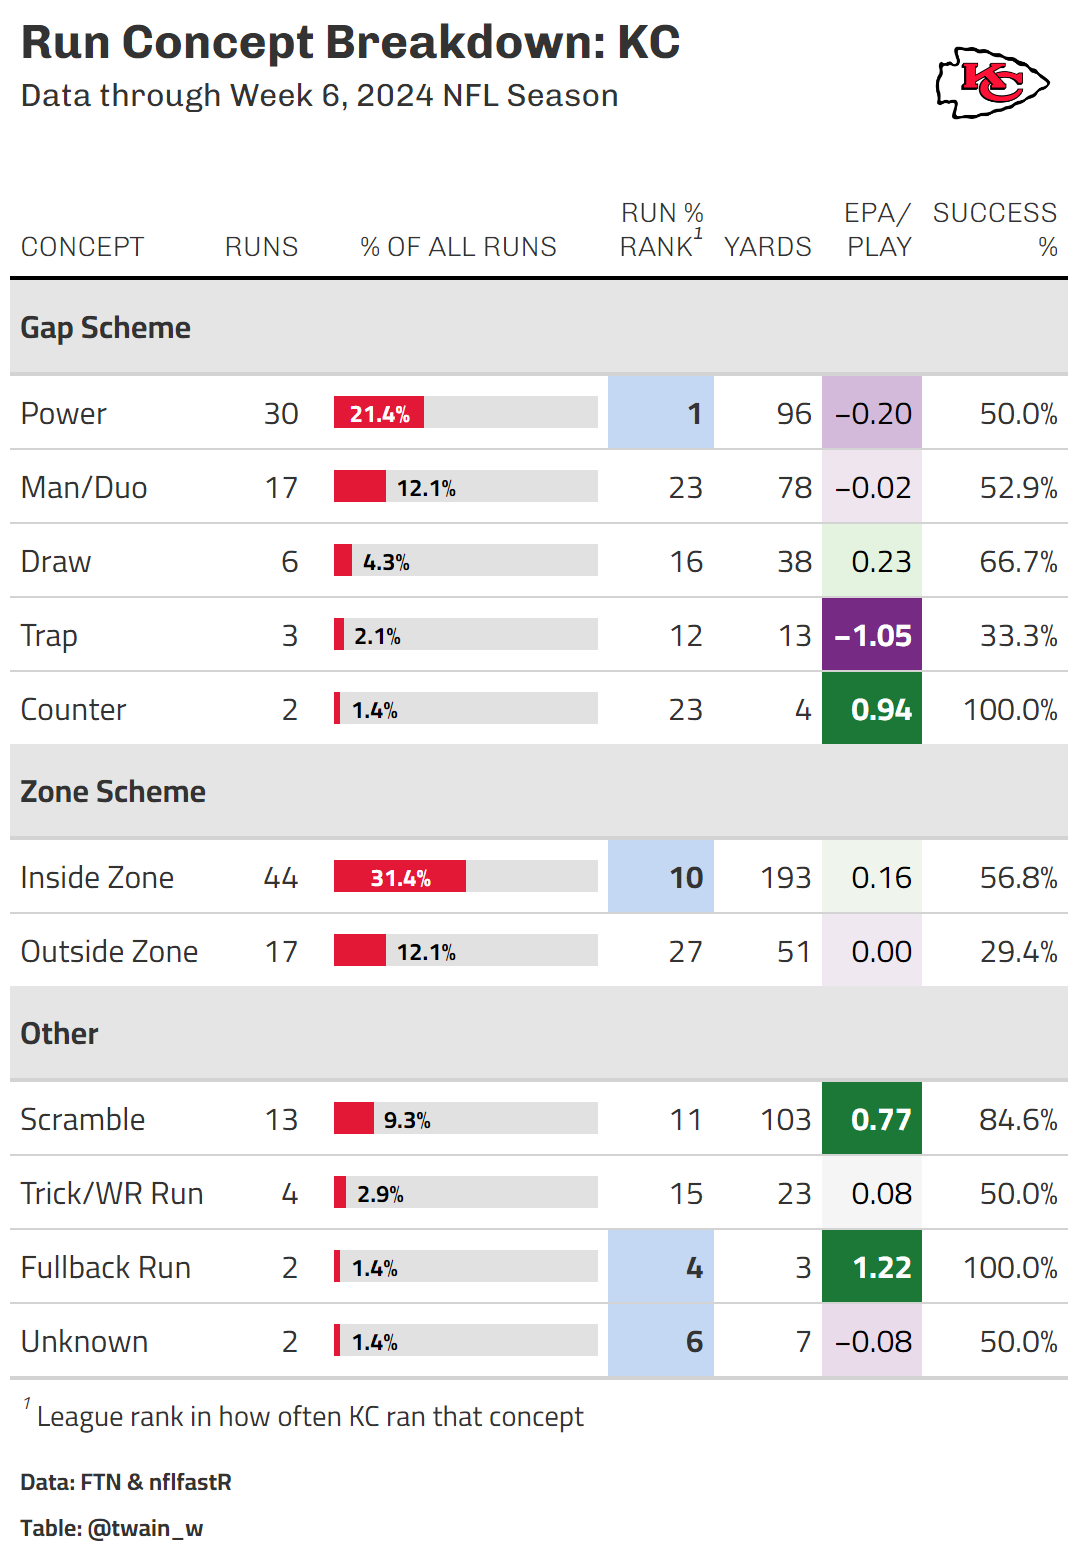 Run Concept Breakdown: KC
Data through Week 6, 2024 NFL Season
KC
CONCEPT RUNS % OF ALL RUNS RUN % RANK1 YARDS EPA/ PLAY SUCCESS %
Gap Scheme
Power 30 21.4% 1 96 −0.20 50.0%
Man/Duo 17 12.1% 23 78 −0.02 52.9%
Draw 6 4.3% 16 38 0.23 66.7%
Trap 3 2.1% 12 13 −1.05 33.3%
Counter 2 1.4% 23 4 0.94 100.0%
Zone Scheme
Inside Zone 44 31.4% 10 193 0.16 56.8%
Outside Zone 17 12.1% 27 51 0.00 29.4%
Other
Scramble 13 9.3% 11 103 0.77 84.6%
Trick/WR Run 4 2.9% 15 23 0.08 50.0%
Fullback Run 2 1.4% 4 3 1.22 100.0%
Unknown 2 1.4% 6 7 −0.08 50.0%
1 League rank in how often KC ran that concept
Data: FTN & nflfastR
Table: @twain_w